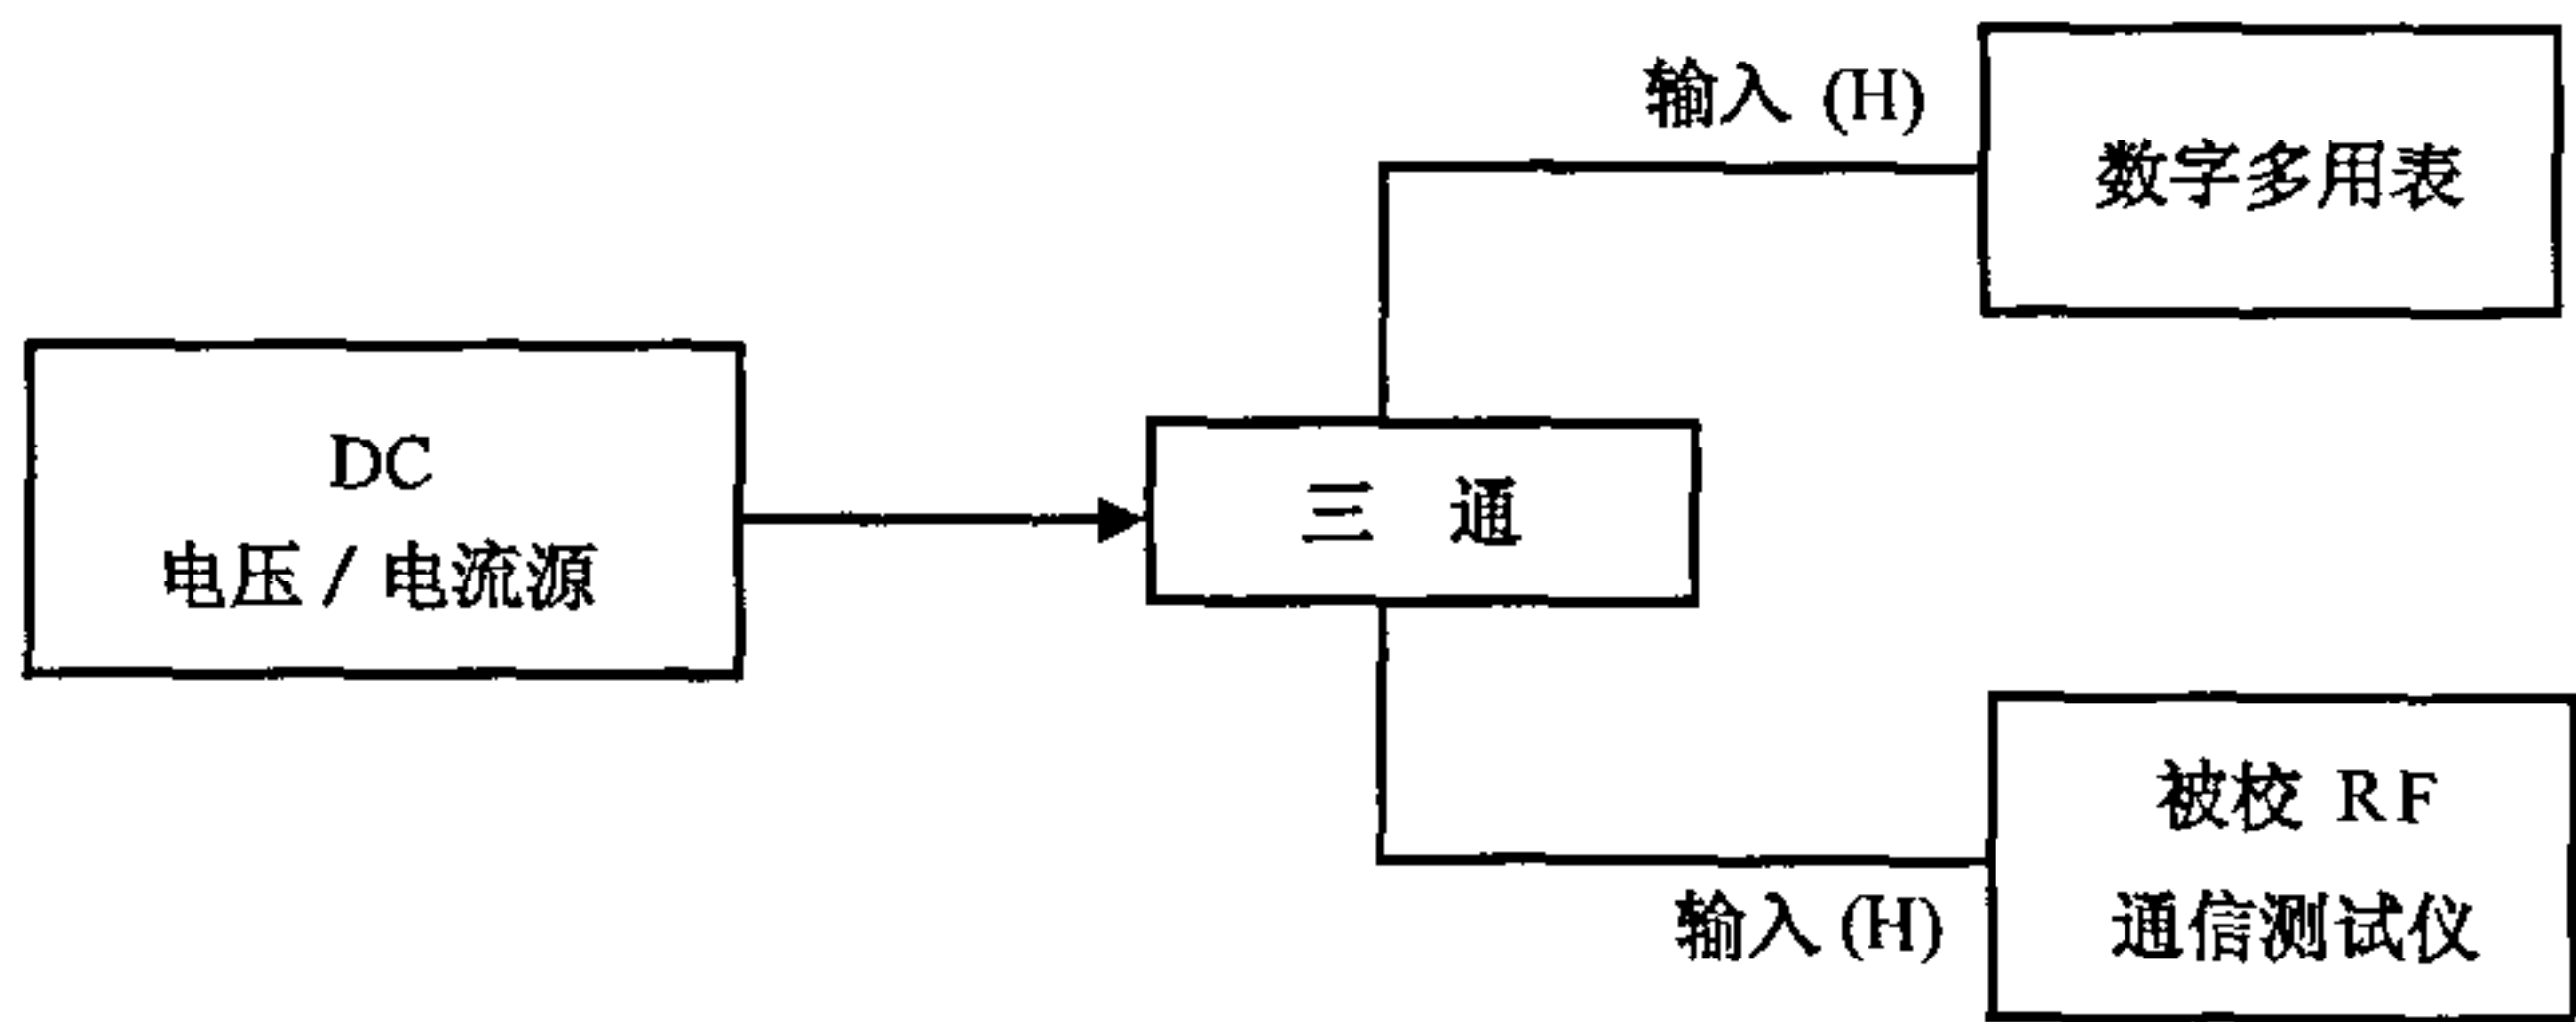 输入 (H)
数字多用表
DC
电压 / 电流源
三 通
被校 RF
通信测试仪
输入 (H)